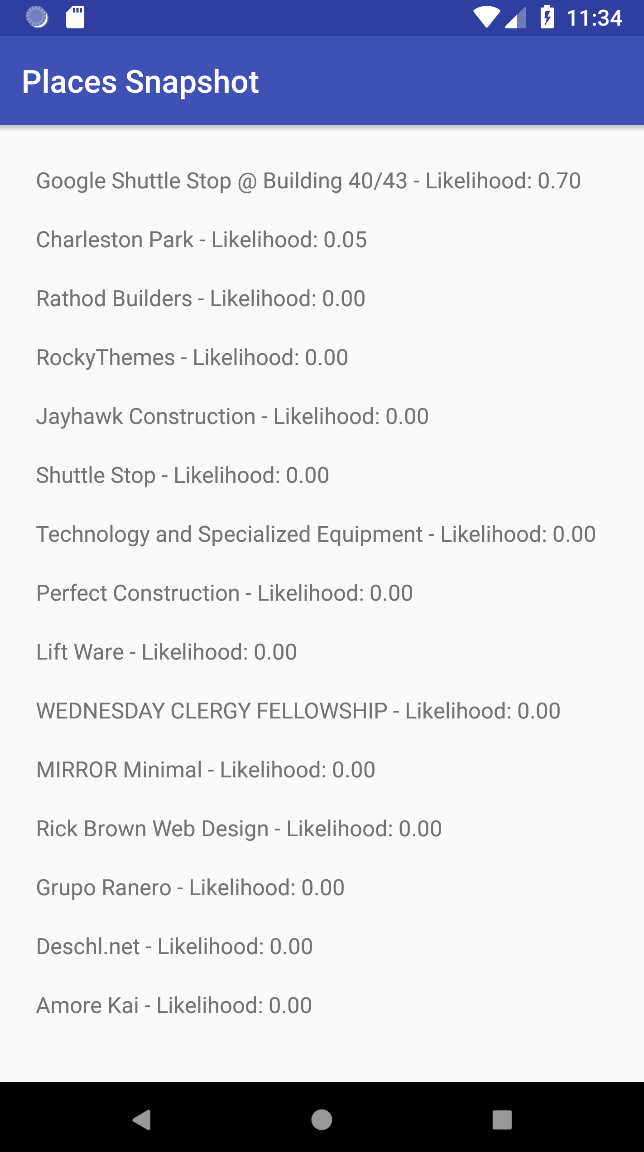 11:34
Places Snapshot
Google Shuttle Stop @ Building 40/43 - Likelihood: 0.70
Charleston Park - Likelihood: 0.05
Rathod Builders - Likelihood: 0.00
RockyThemes - Likelihood: 0.00
Jayhawk Construction - Likelihood: 0.00
Shuttle Stop - Likelihood: 0.00
Technology and Specialized Equipment - Likelihood: 0.00
Perfect Construction - Likelihood: 0.00
Lift Ware - Likelihood: 0.00
WEDNESDAY CLERGY FELLOWSHIP - Likelihood: 0.00
MIRROR Minimal - Likelihood: 0.00
Rick Brown Web Design - Likelihood: 0.00
Grupo Ranero - Likelihood: 0.00
Deschl.net - Likelihood: 0.00
Amore Kai - Likelihood: 0.00